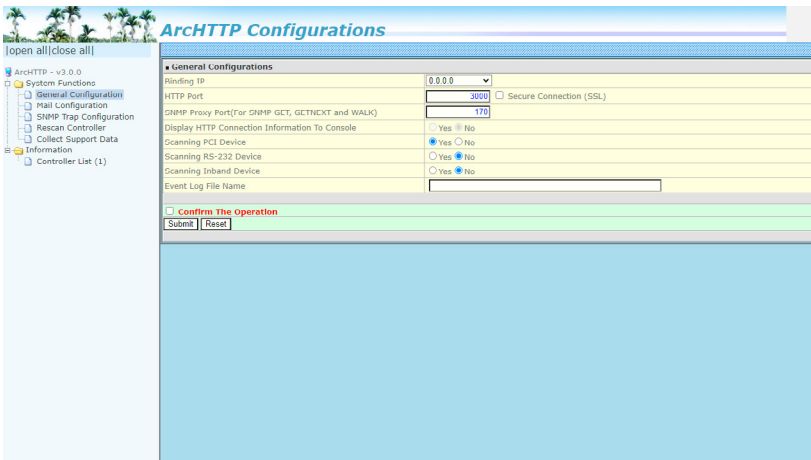 ArcHTTP Configurations
|open all|close all|
ArcHTTP - v3.0.0
System Functions
General Configuration
Mail Configuration
SNMP Trap Configuration
Rescan Controller
Collect Support Data
Information
Controller List (1)
General Configurations
Binding IP 0.0.0.0
HTTP Port 3000 Secure Connection (SSL)
SNMP Proxy Port(For SNMP GET, GETNEXT and WALK) 170
Display HTTP Connection Information To Console Yes No
Scanning PCI Device Yes No
Scanning RS-232 Device Yes No
Scanning Inband Device Yes No
Event Log File Name
Confirm The Operation
Submit Reset